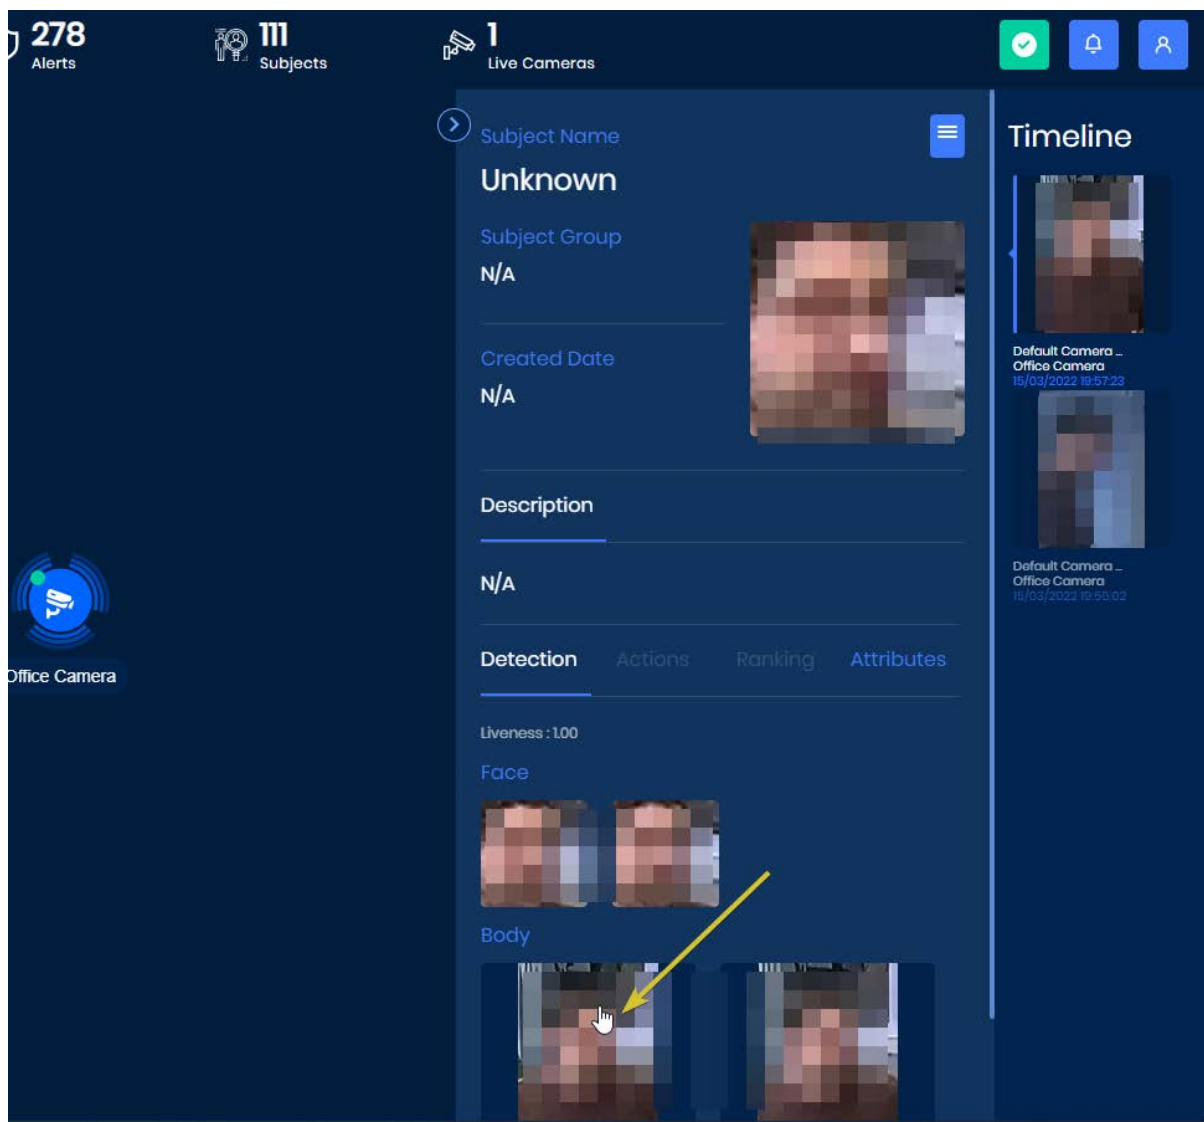 278
Alerts
111
Subjects
1
Live Cameras
Subject Name
Unknown
Subject Group
N/A
Created Date
N/A
Description
N/A
Detection Actions Ranking Attributes
Liveness : 1.00
Face
Body
Timeline
Default Camera ...
Office Camera
15/03/2022 19:57:23
Default Camera ...
Office Camera
Office Camera